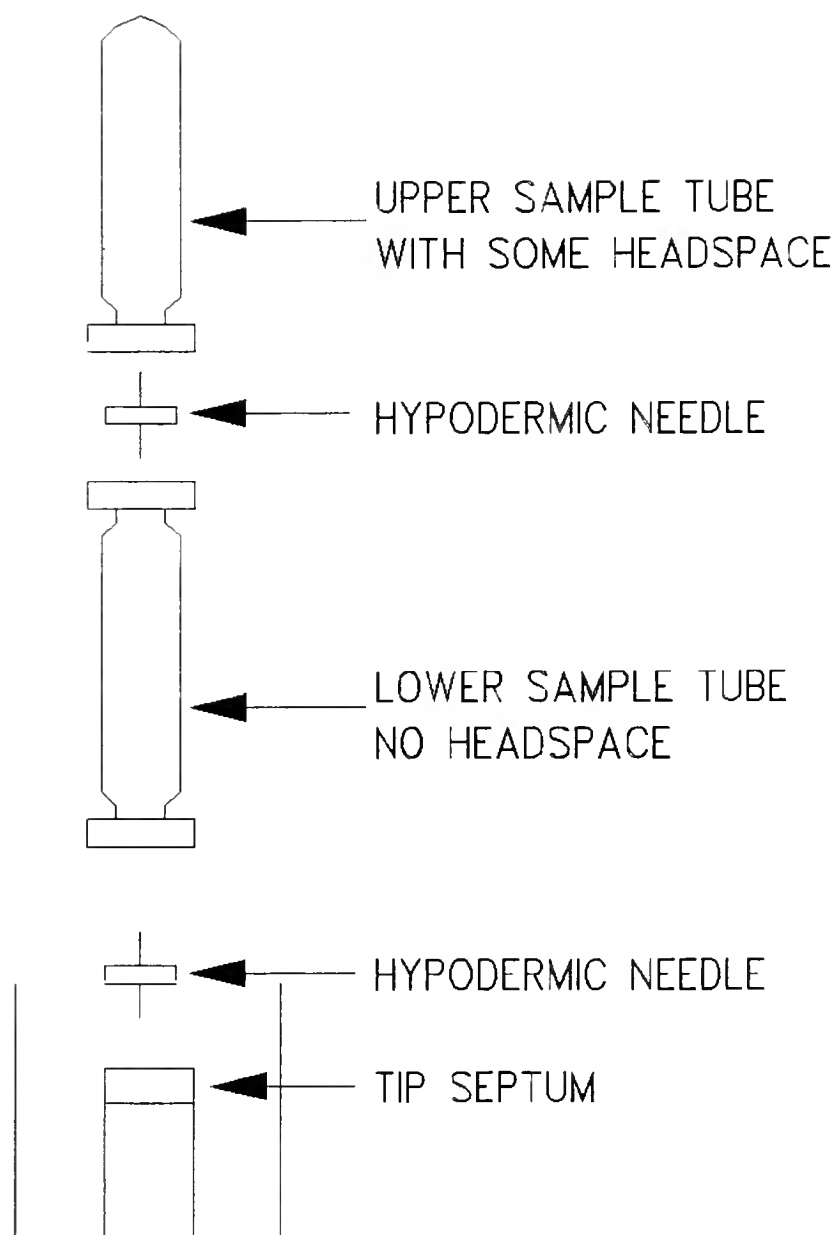 UPPER SAMPLE TUBE
WITH SOME HEADSPACE
HYPODERMIC NEEDLE
LOWER SAMPLE TUBE
NO HEADSPACE
HYPODERMIC NEEDLE
TIP SEPTUM